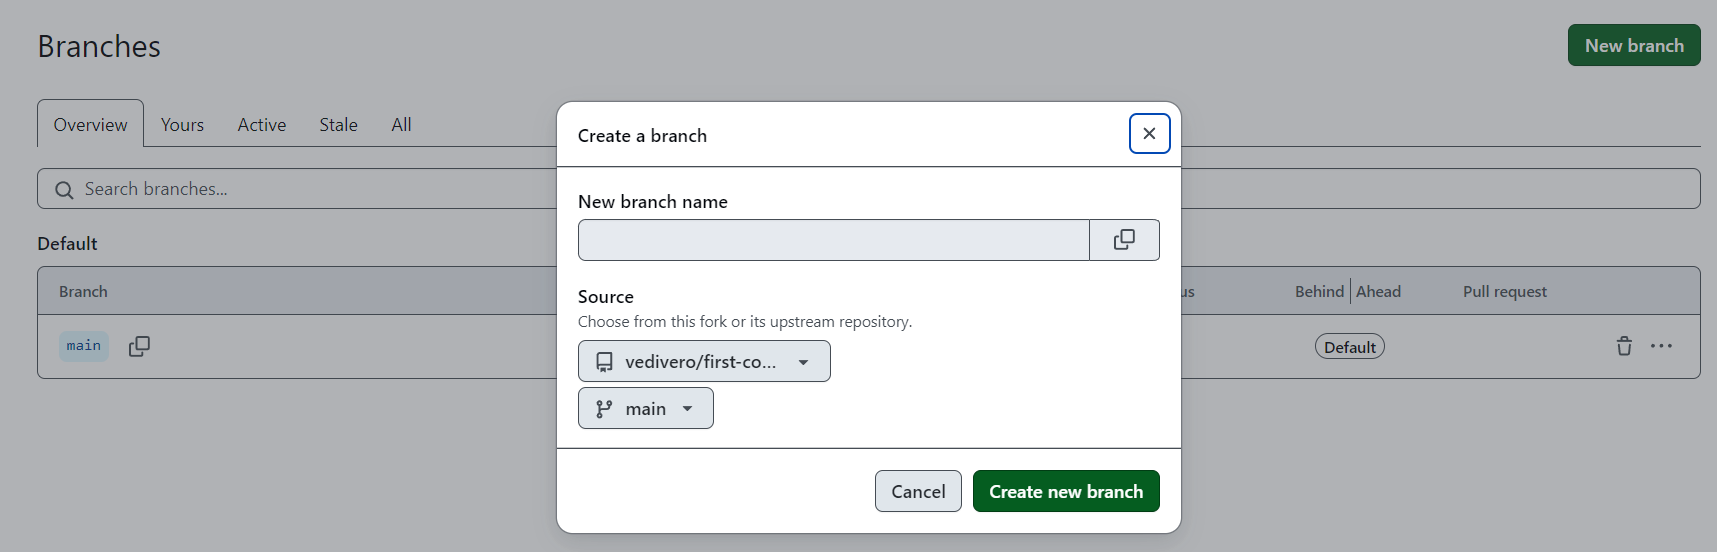 Branches
New branch
Overview Yours Active Stale All
Search branches...
Default
Branch Behind Ahead Pull request
main Default
Create a branch
New branch name
Source
Choose from this fork or its upstream repository.
vedivero/first-co...
main
Cancel Create new branch